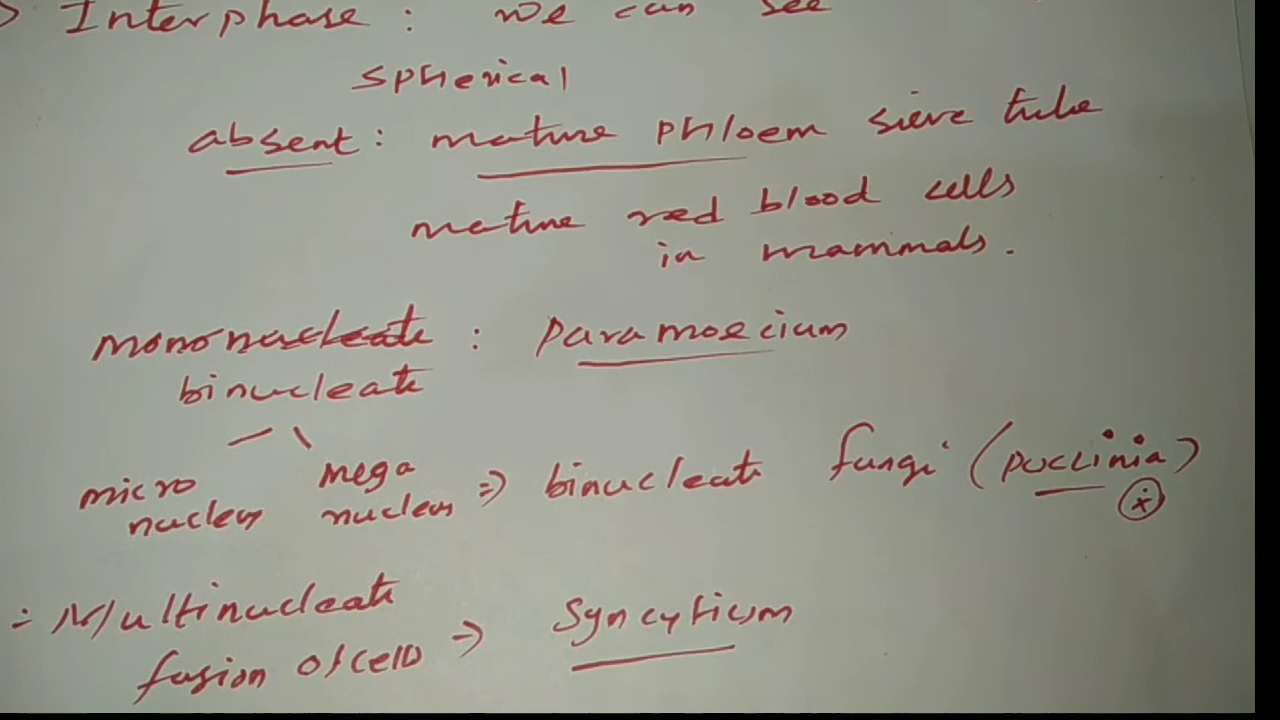 > Interphase : we can see
spherical
absent : mature phloem sieve tube
mature red blood cells
in mammals.
mononucleate : paramoecium
binucleate
micro nucleus mega nucleus => binucleate fungi (puccinia)
x
:- Multinucleate
fusion of cell => syncytium